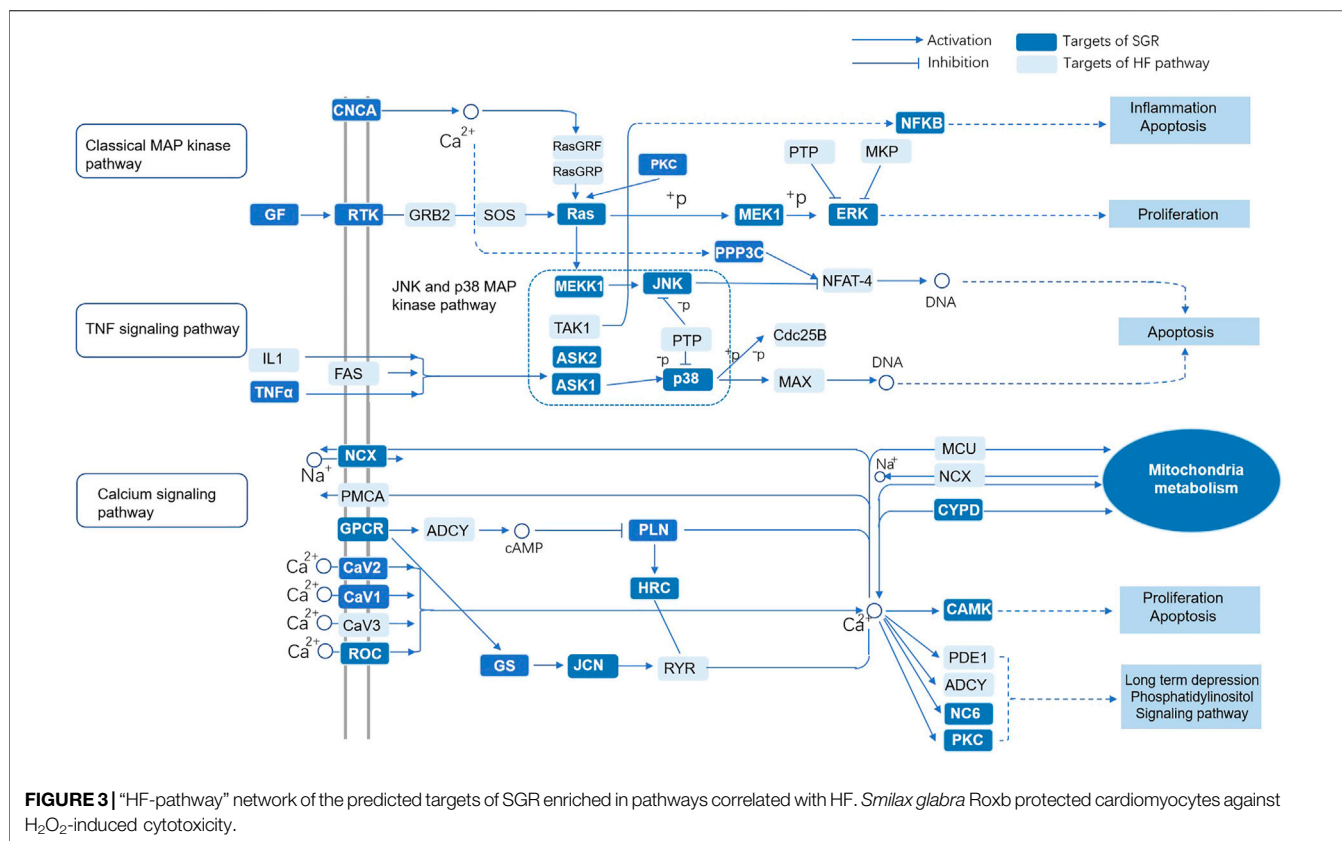 Activation
Targets of SGR
Inhibition
Targets of HF pathway
Classical MAP kinase
pathway
CNCA
Ca2+
RasGRF
RasGRP
PKC
NFKB
Inflammation
Apoptosis
PTP
MKP
GF
RTK
GRB2
SOS
Ras
+p
MEK1
+p
ERK
Proliferation
PPP3C
JNK and p38 MAP
kinase pathway
MEKK1
JNK
NFAT-4
DNA
TNF signaling pathway
-p
TAK1
PTP
Cdc25B
Apoptosis
IL1
FAS
ASK2
-p
+p
-p
TNFα
ASK1
p38
MAX
DNA
Calcium signaling
pathway
NCX
Na+
PMCA
GPCR
ADCY
cAMP
PLN
MCU
Na+
NCX
CYPD
Mitochondria
metabolism
Ca2+
CaV2
Ca2+
CaV1
HRC
Ca2+
CaV3
Ca2+
ROC
GS
JCN
RYR
Ca2+
CAMK
Proliferation
Apoptosis
PDE1
ADCY
NC6
PKC
Long term depression
Phosphatidylinositol
Signaling pathway
FIGURE 3 | “HF-pathway” network of the predicted targets of SGR enriched in pathways correlated with HF. Smilax glabra Roxb protected cardiomyocytes against
H2O2-induced cytotoxicity.